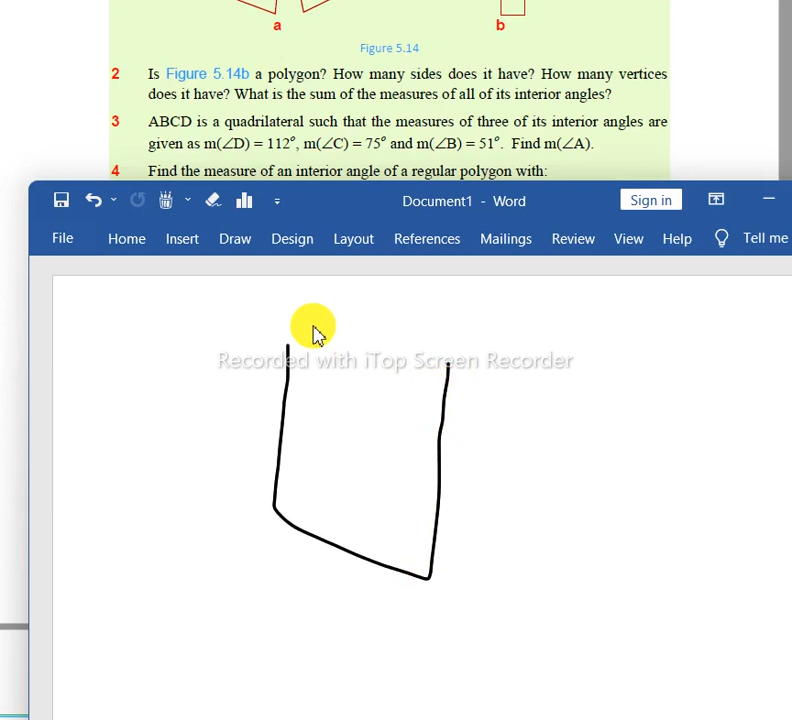 a
b
Figure 5.14
2 Is Figure 5.14b a polygon? How many sides does it have? How many vertices
does it have? What is the sum of the measures of all of its interior angles?
3 ABCD is a quadrilateral such that the measures of three of its interior angles are
given as m(∠D) = 112°, m(∠C) = 75° and m(∠B) = 51°. Find m(∠A).
4 Find the measure of an interior angle of a regular polygon with:
Document1 - Word
Sign in
File Home Insert Draw Design Layout References Mailings Review View Help Tell me
Recorded with iTop Screen Recorder